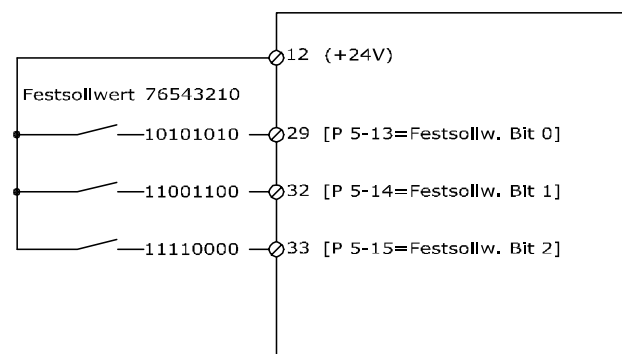 12 (+24V)
Festsollwert 76543210
10101010 29 [P 5-13=Festsollw. Bit 0]
11001100 32 [P 5-14=Festsollw. Bit 1]
11110000 33 [P 5-15=Festsollw. Bit 2]